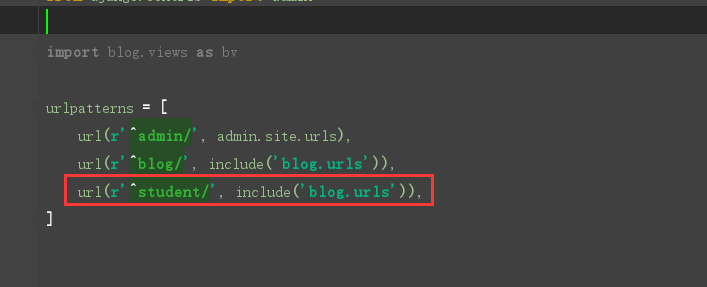 import blog.views as bv
urlpatterns = [
url(r'^admin/', admin.site.urls),
url(r'^blog/', include('blog.urls')),
url(r'^student/', include('blog.urls')),
]